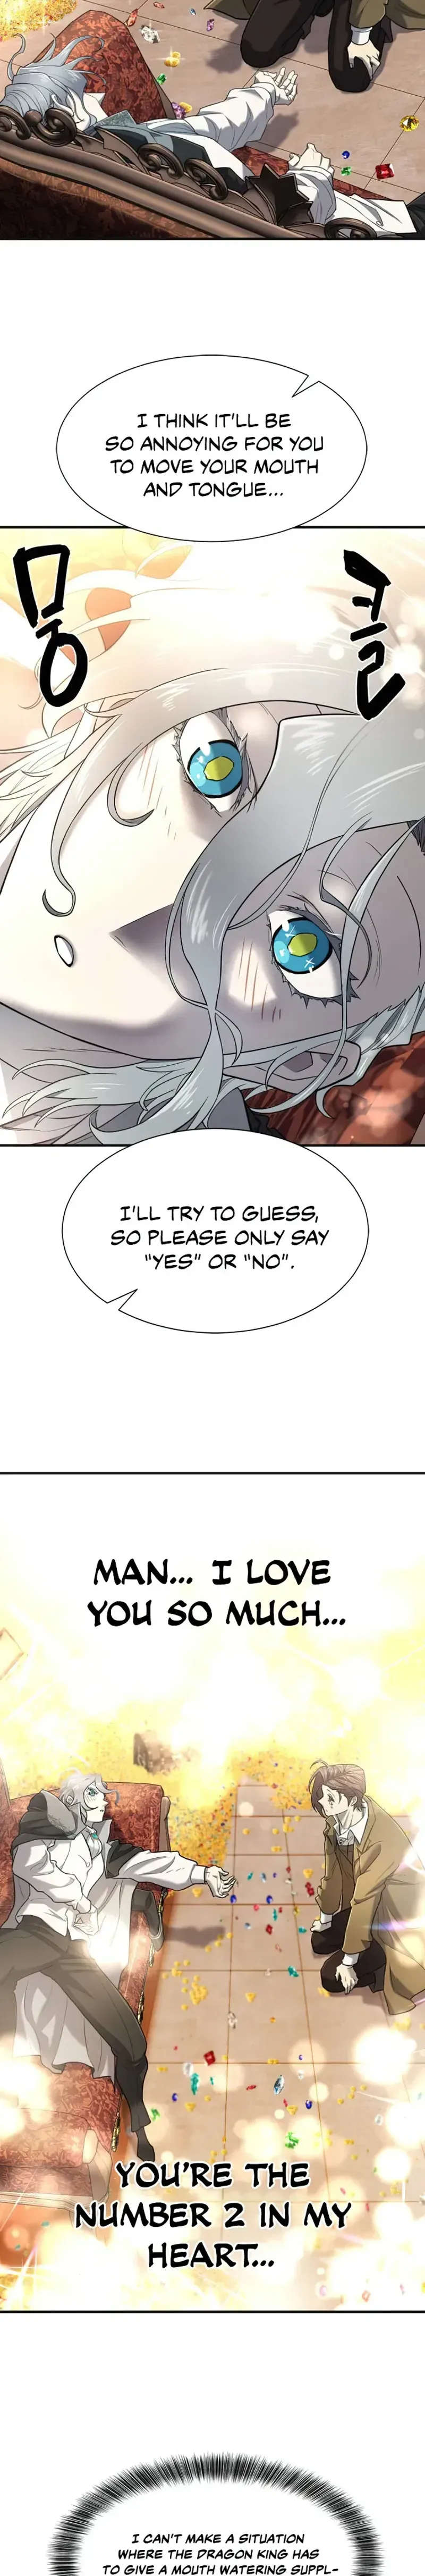 I THINK IT'LL BE
SO ANNOYING FOR YOU
TO MOVE YOUR MOUTH
AND TONGUE...
뭉
클
I'LL TRY TO GUESS,
SO PLEASE ONLY SAY
"YES" OR "NO".
MAN... I LOVE
YOU SO MUCH...
YOU'RE THE
NUMBER 2 IN MY
HEART...
I CAN'T MAKE A SITUATION
WHERE THE DRAGON KING HAS
TO GIVE A MOUTH WATERING SUPPL-